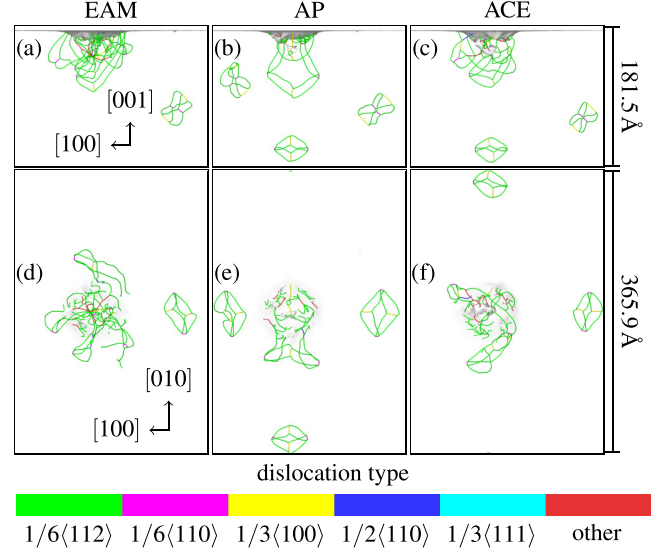 EAM AP ACE
(a) (b) (c)
[001]
[100]
181.5 Å
(d) (e) (f)
[010]
[100]
365.9 Å
dislocation type
1/6⟨112⟩ 1/6⟨110⟩ 1/3⟨100⟩ 1/2⟨110⟩ 1/3⟨111⟩ other